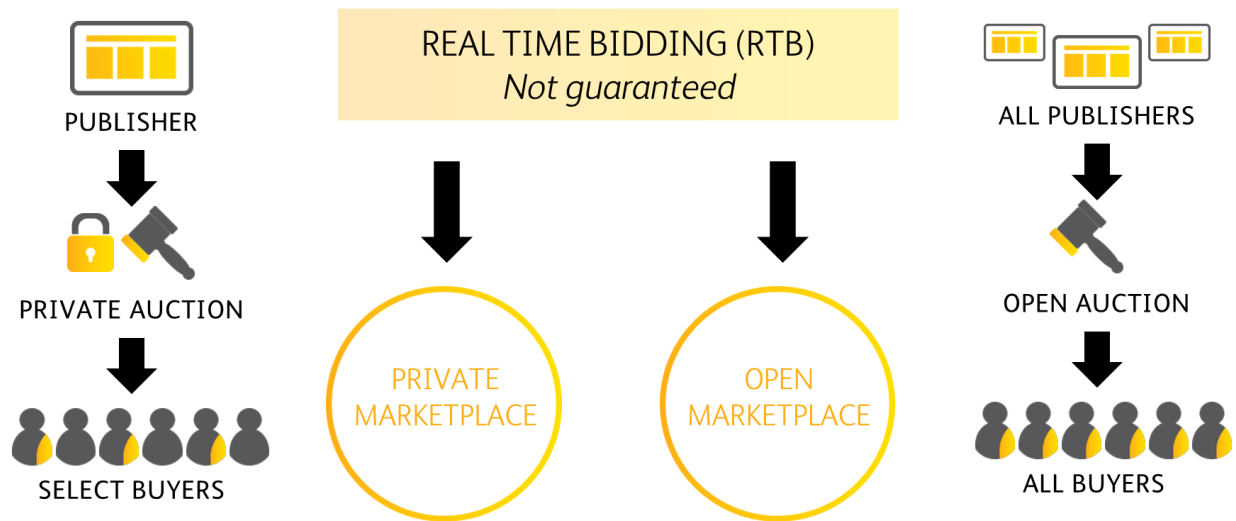 REAL TIME BIDDING (RTB)
Not guaranteed
PUBLISHER
PRIVATE AUCTION
SELECT BUYERS
PRIVATE
MARKETPLACE
OPEN
MARKETPLACE
ALL PUBLISHERS
OPEN AUCTION
ALL BUYERS